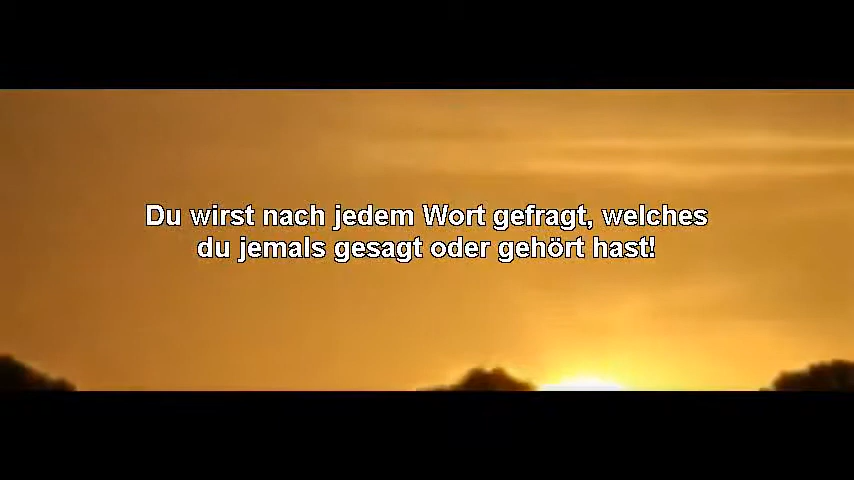 Du wirst nach jedem Wort gefragt, welches
du jemals gesagt oder gehört hast!